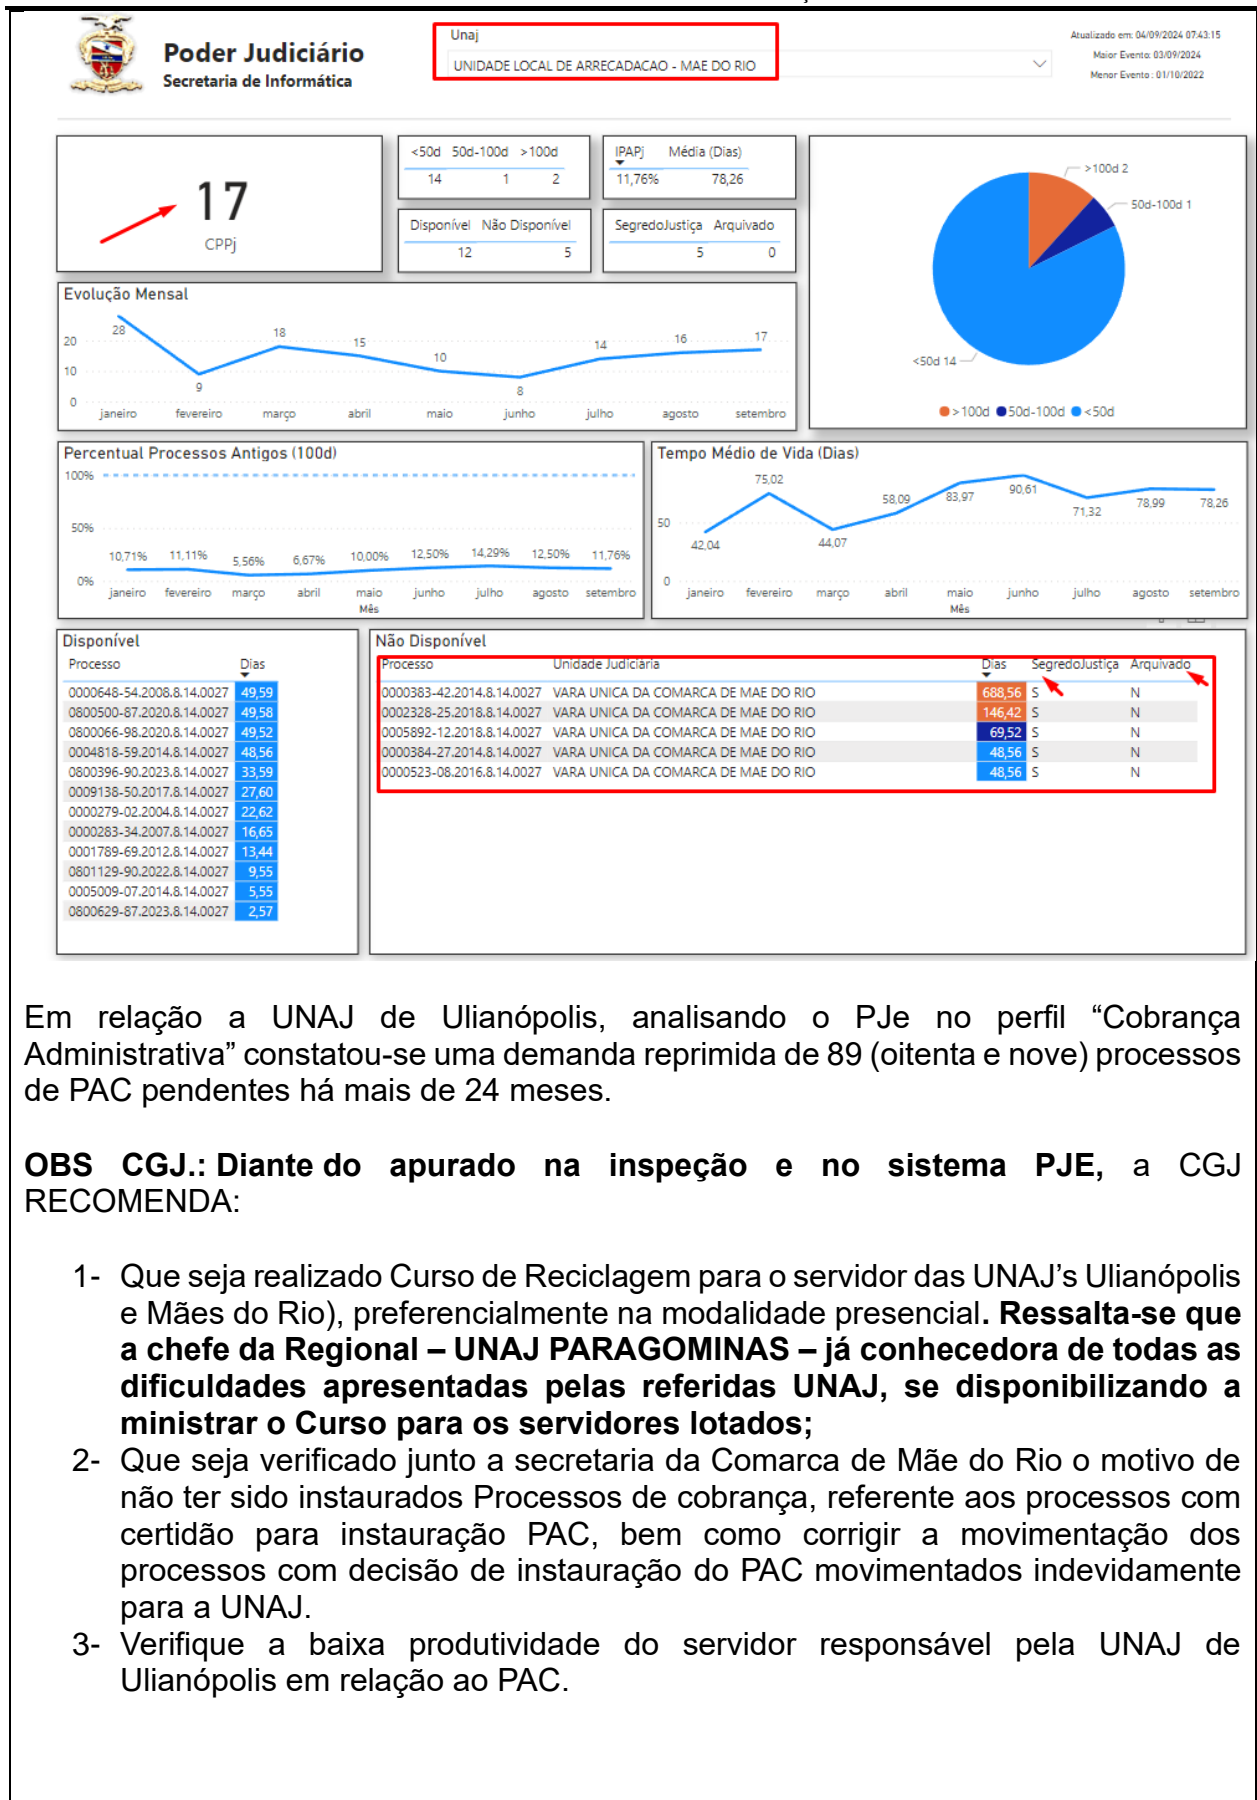 Poder Judiciário
Secretaria de Informática
Unaj
UNIDADE LOCAL DE ARRECADACAO - MAE DO RIO
Atualizado em: 04/09/2024 07:43:15
Maior Evento: 03/09/2024
Menor Evento : 01/10/2022
17
CPPj
<50d 50d-100d >100d
14 1 2
IPAPj Média (Dias)
11,76% 78,26
Disponível Não Disponível
12 5
SegredoJustiça Arquivado
5 0
>100d 2
50d-100d 1
<50d 14
>100d 50d-100d <50d
Evolução Mensal
20
10
0
28 9 18 15 10 8 14 16 17
janeiro fevereiro março abril maio junho julho agosto setembro
Percentual Processos Antigos (100d)
100%
50%
0%
10,71% 11,11% 5,56% 6,67% 10,00% 12,50% 14,29% 12,50% 11,76%
janeiro fevereiro março abril maio junho julho agosto setembro
Mês
Tempo Médio de Vida (Dias)
50
0
42,04 75,02 44,07 58,09 83,97 90,61 71,32 78,99 78,26
janeiro fevereiro março abril maio junho julho agosto setembro
Mês
Disponível
Processo Dias
0000648-54.2008.8.14.0027 49,59
0800500-87.2020.8.14.0027 49,58
0800066-98.2020.8.14.0027 49,52
0004818-59.2014.8.14.0027 48,56
0800396-90.2023.8.14.0027 33,59
0009138-50.2017.8.14.0027 27,60
0000279-02.2004.8.14.0027 22,62
0000283-34.2007.8.14.0027 16,65
0001789-69.2012.8.14.0027 13,44
0801129-90.2022.8.14.0027 9,55
0005009-07.2014.8.14.0027 5,55
0800629-87.2023.8.14.0027 2,57
Não Disponível
Processo Unidade Judiciária Dias SegredoJustiça Arquivado
0000383-42.2014.8.14.0027 VARA UNICA DA COMARCA DE MAE DO RIO 688,56 S N
0002328-25.2018.8.14.0027 VARA UNICA DA COMARCA DE MAE DO RIO 146,42 S N
0005892-12.2018.8.14.0027 VARA UNICA DA COMARCA DE MAE DO RIO 69,52 S N
0000384-27.2014.8.14.0027 VARA UNICA DA COMARCA DE MAE DO RIO 48,56 S N
0000523-08.2016.8.14.0027 VARA UNICA DA COMARCA DE MAE DO RIO 48,56 S N
Em relação a UNAJ de Ulianópolis, analisando o PJe no perfil “Cobrança
Administrativa” constatou-se uma demanda reprimida de 89 (oitenta e nove) processos
de PAC pendentes há mais de 24 meses.
OBS CGJ.: Diante do apurado na inspeção e no sistema PJE, a CGJ
RECOMENDA:
1- Que seja realizado Curso de Reciclagem para o servidor das UNAJ’s Ulianópolis
e Mães do Rio), preferencialmente na modalidade presencial. Ressalta-se que
a chefe da Regional – UNAJ PARAGOMINAS – já conhecedora de todas as
dificuldades apresentadas pelas referidas UNAJ, se disponibilizando a
ministrar o Curso para os servidores lotados;
2- Que seja verificado junto a secretaria da Comarca de Mãe do Rio o motivo de
não ter sido instaurados Processos de cobrança, referente aos processos com
certidão para instauração PAC, bem como corrigir a movimentação dos
processos com decisão de instauração do PAC movimentados indevidamente
para a UNAJ.
3- Verifique a baixa produtividade do servidor responsável pela UNAJ de
Ulianópolis em relação ao PAC.